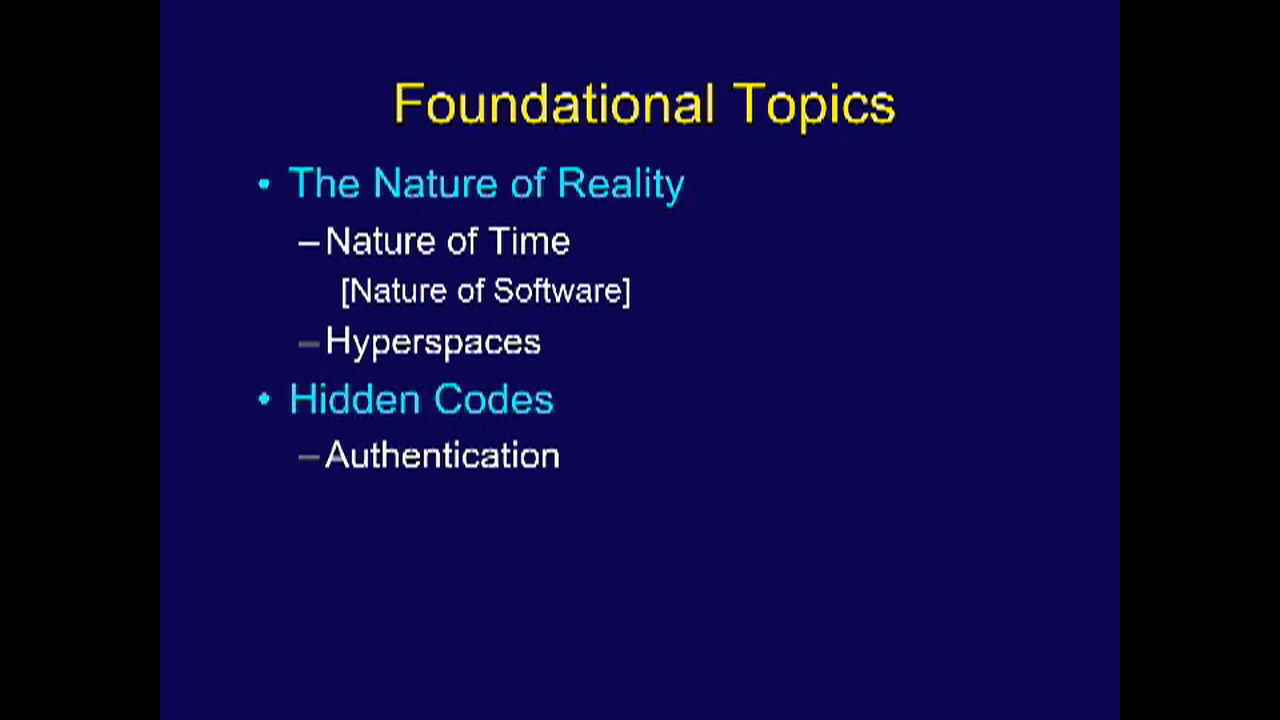 Foundational Topics
• The Nature of Reality
–Nature of Time
[Nature of Software]
–Hyperspaces
• Hidden Codes
–Authentication